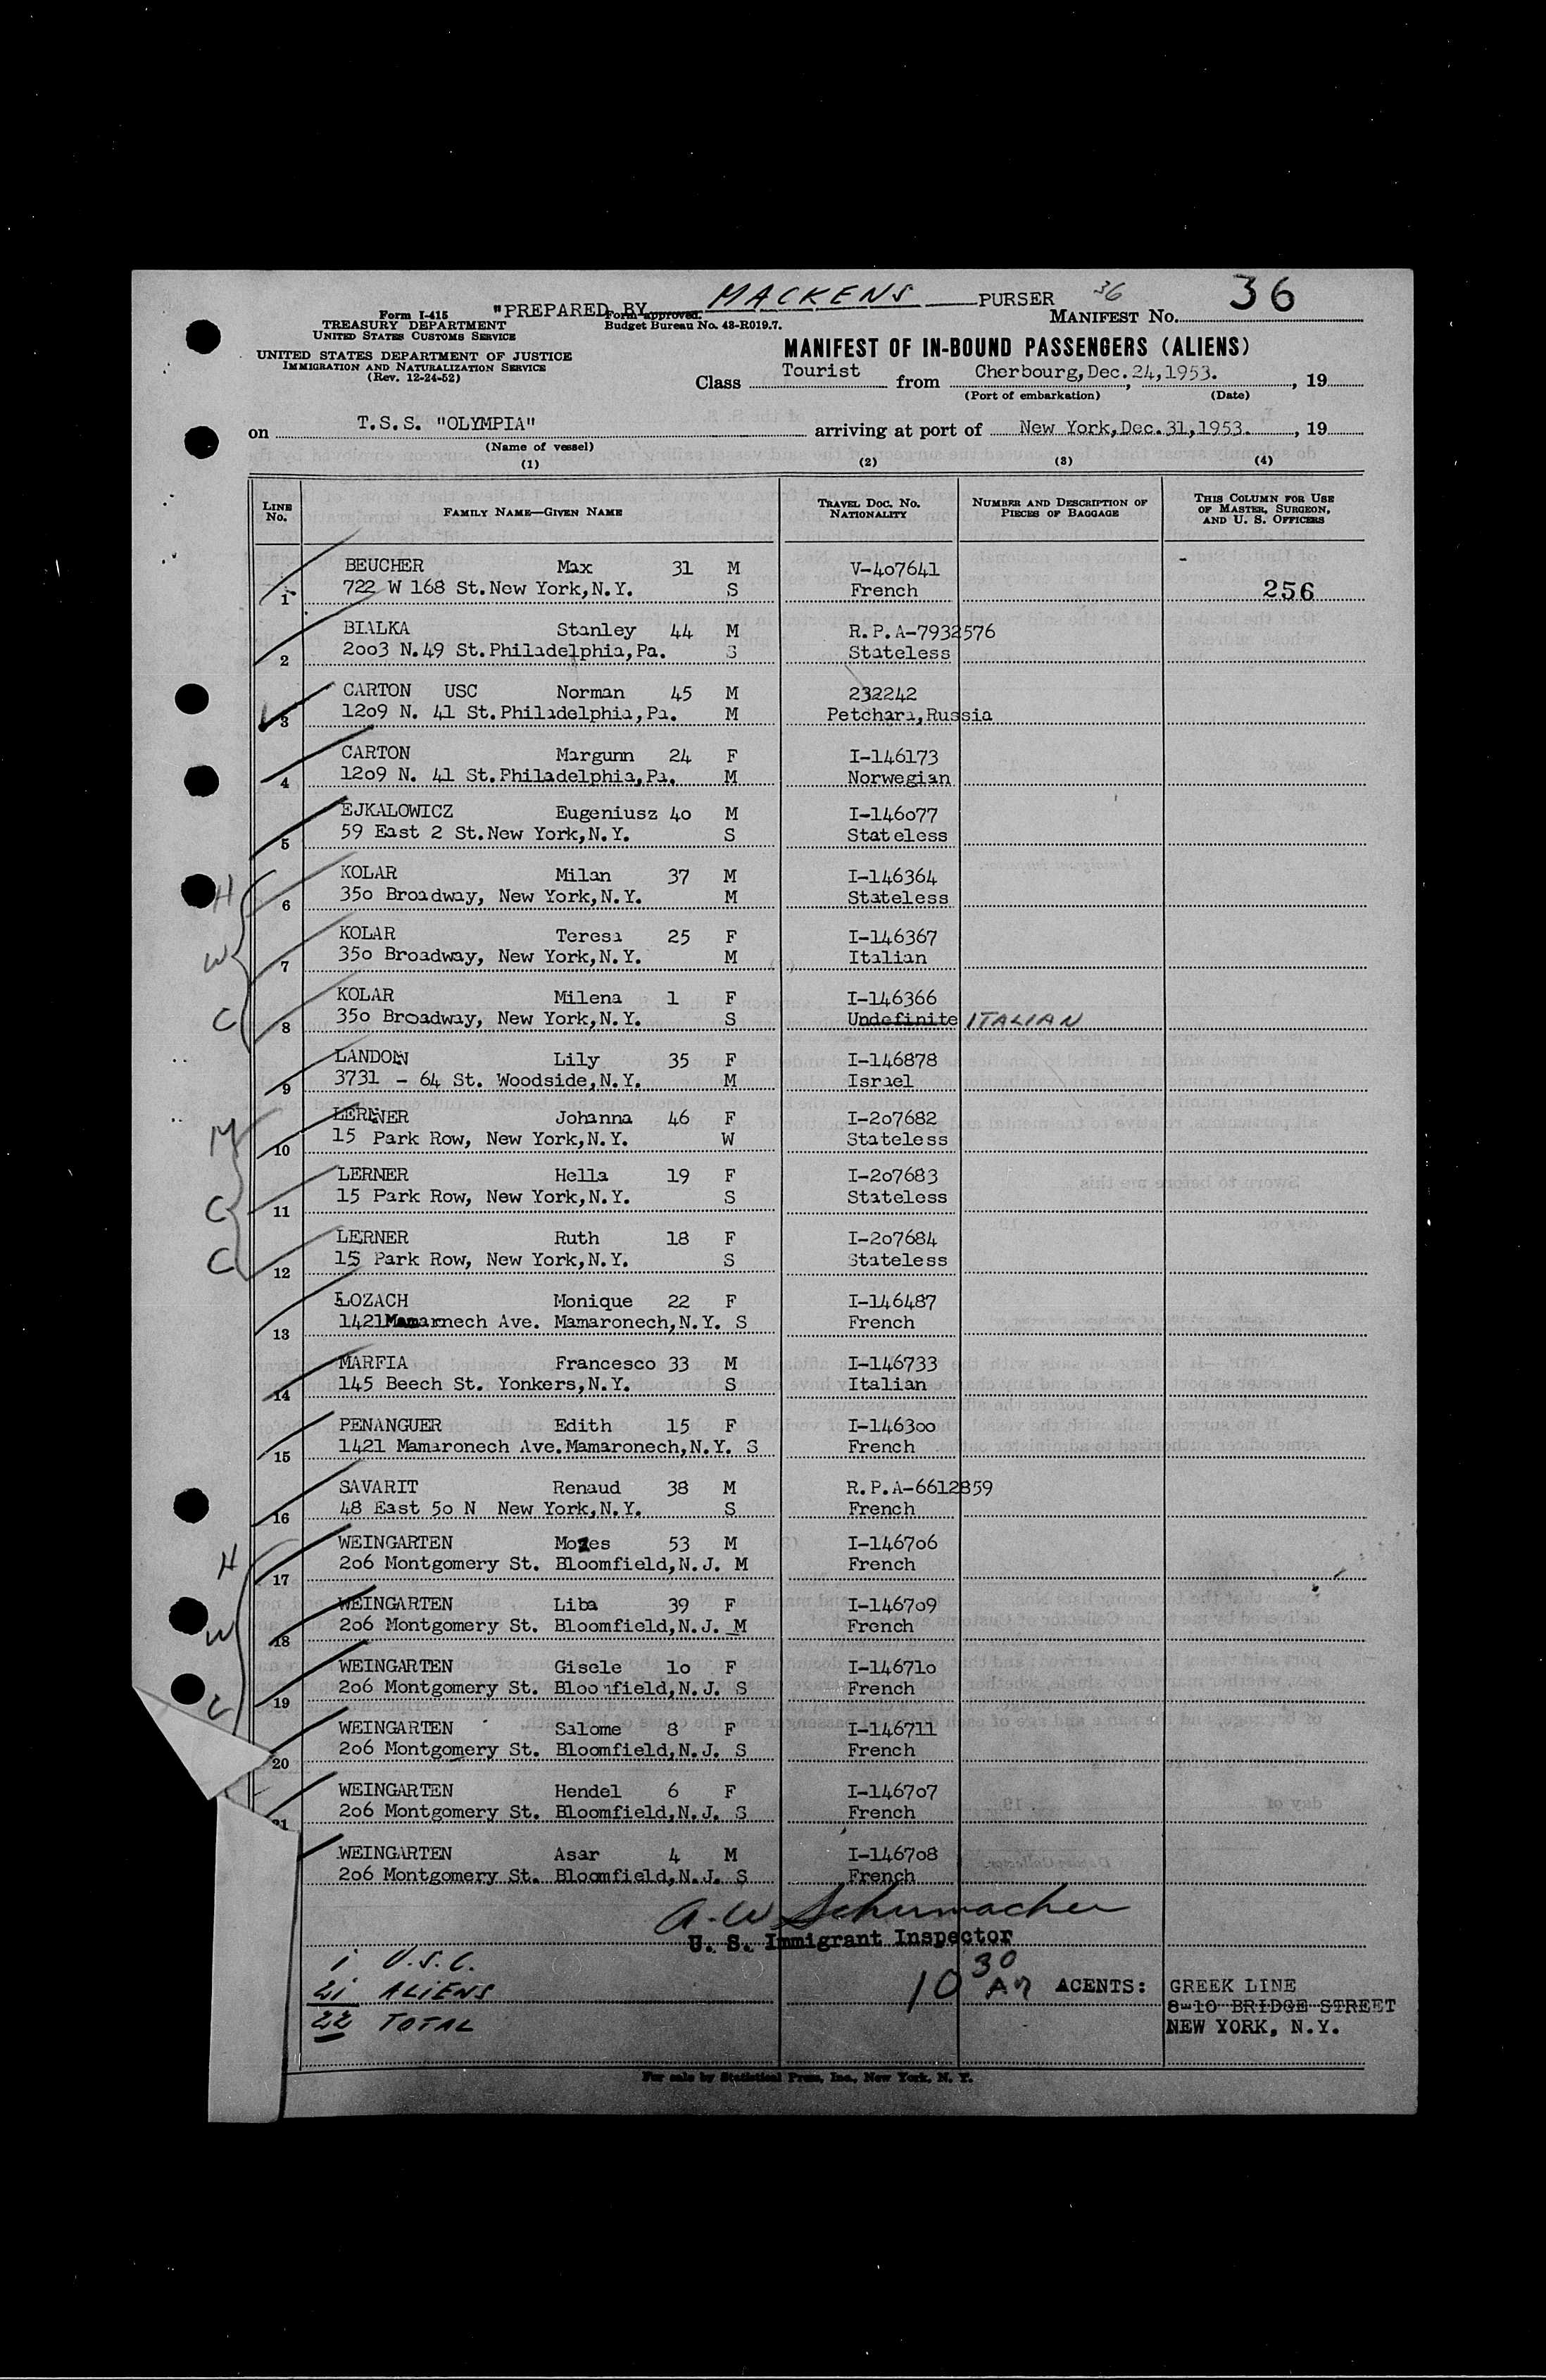 "PREPARED BY MACKENS PURSER 36 36
Form I-415
TREASURY DEPARTMENT
UNITED STATES CUSTOMS SERVICE
Form approved.
Budget Bureau No. 43-R019.7.
MANIFEST No.
UNITED STATES DEPARTMENT OF JUSTICE
IMMIGRATION AND NATURALIZATION SERVICE
(Rev. 12-24-52)
MANIFEST OF IN-BOUND PASSENGERS (ALIENS)
Class Tourist from Cherbourg, Dec. 24, 1953. , 19
(Port of embarkation) (Date)
on T.S.S. "OLYMPIA" arriving at port of New York, Dec. 31, 1953. , 19
(Name of vessel)
(1) (2) (3) (4)
LINE No. FAMILY NAME—GIVEN NAME TRAVEL DOC. NO. NATIONALITY NUMBER AND DESCRIPTION OF PIECES OF BAGGAGE THIS COLUMN FOR USE OF MASTER, SURGEON, AND U. S. OFFICERS
BEUCHER Max 31 M V-407641
1 722 W 168 St. New York, N.Y. S French 256
BIALKA Stanley 44 M R.P.A-7932576
2 2003 N. 49 St. Philadelphia, Pa. S Stateless
CARTON USC Norman 45 M 232242
3 1209 N. 41 St. Philadelphia, Pa. M Petchara, Russia
CARTON Margunn 24 F I-146173
4 1209 N. 41 St. Philadelphia, Pa. M Norwegian
EJKALOWICZ Eugeniusz 40 M I-146077
5 59 East 2 St. New York, N.Y. S Stateless
H KOLAR Milan 37 M I-146364
6 350 Broadway, New York, N.Y. M Stateless
KOLAR Teresa 25 F I-146367
W 7 350 Broadway, New York, N.Y. M Italian
KOLAR Milena 1 F I-146366
C 8 350 Broadway, New York, N.Y. S Undefinite ITALIAN
LANDON Lily 35 F I-146878
9 3731 - 64 St. Woodside, N.Y. M Israel
M LERNER Johanna 46 F I-207682
10 15 Park Row, New York, N.Y. W Stateless
LERNER Hella 19 F I-207683
C 11 15 Park Row, New York, N.Y. S Stateless
LERNER Ruth 18 F I-207684
C 12 15 Park Row, New York, N.Y. S Stateless
LOZACH Monique 22 F I-146487
13 1421 Mamarnech Ave. Mamaronech, N.Y. S French
MARFIA Francesco 33 M I-146733
14 145 Beech St. Yonkers, N.Y. S Italian
PENANGUER Edith 15 F I-146300
15 1421 Mamaronech Ave. Mamaronech, N.Y. S French
SAVARIT Renaud 38 M R.P.A-6612859
16 48 East 50 N New York, N.Y. S French
H WEINGARTEN Mozes 53 M I-146706
17 206 Montgomery St. Bloomfield, N.J. M French
WEINGARTEN Liba 39 F I-146709
W 18 206 Montgomery St. Bloomfield, N.J. M French
WEINGARTEN Gisele 10 F I-146710
C 19 206 Montgomery St. Bloomfield, N.J. S French
WEINGARTEN Salome 8 F I-146711
20 206 Montgomery St. Bloomfield, N.J. S French
WEINGARTEN Hendel 6 F I-146707
21 206 Montgomery St. Bloomfield, N.J. S French
WEINGARTEN Asar 4 M I-146708
206 Montgomery St. Bloomfield, N.J. S French
A. W Schumacher
U. S. Immigrant Inspector
1 U.S.C.
21 ALIENS
22 TOTAL
10 30 AM
AGENTS: GREEK LINE
8-10 BRIDGE STREET
NEW YORK, N.Y.
For sale by Statistical Press, Inc., New York, N. Y.